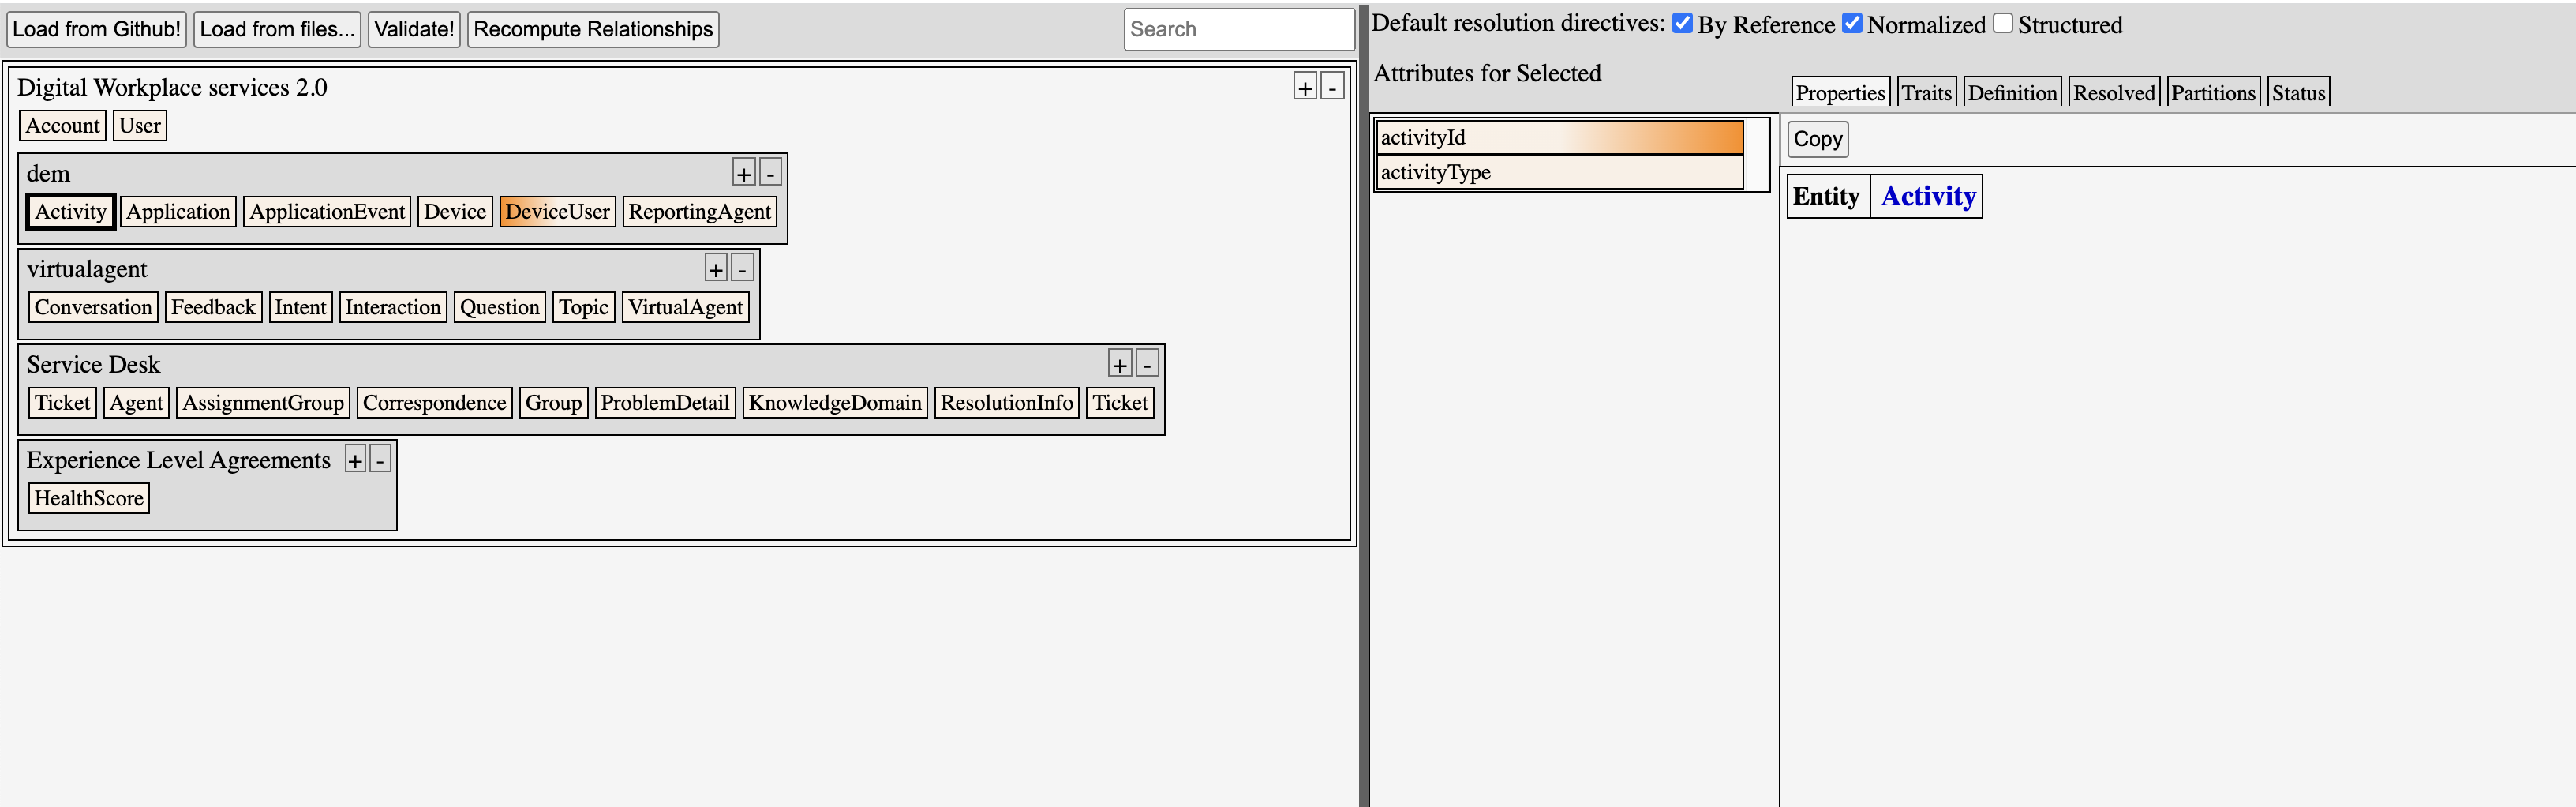 Load from Github! Load from files... Validate! Recompute Relationships Search
Default resolution directives: By Reference Normalized Structured
Digital Workplace services 2.0 + -
Account User
dem + -
Activity Application ApplicationEvent Device DeviceUser ReportingAgent
virtualagent + -
Conversation Feedback Intent Interaction Question Topic VirtualAgent
Service Desk + -
Ticket Agent AssignmentGroup Correspondence Group ProblemDetail KnowledgeDomain ResolutionInfo Ticket
Experience Level Agreements + -
HealthScore
Attributes for Selected
activityId
activityType
Properties Traits Definition Resolved Partitions Status
Copy
Entity Activity